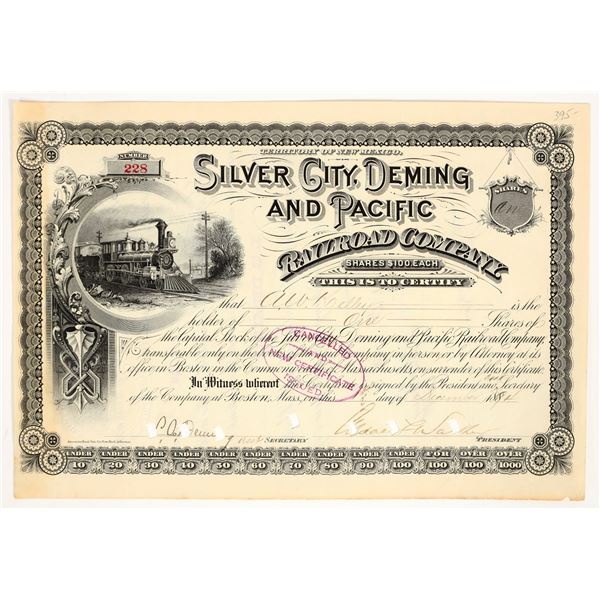 395-
NUMBER
228
TERRITORY OF NEW MEXICO.
SILVER CITY, DEMING
AND PACIFIC
RAILROAD COMPANY
SHARES
One
SHARES $100 EACH
THIS IS TO CERTIFY
that is the
holder of One Shares of
the Capital Stock of the Silver City, Deming and Pacific Railroad Company,
transferable only on the books of the said Company in person or by Attorney at its
office in Boston in the Commonwealth of Massachusetts on surrender of this Certificate.
In Witness whereof signed by the President and Secretary
of the Company at Boston, Mass., on this day of December 188
CANCELLED
AND
NEW CERTIFICATE
ISSUED
SECRETARY
PRESIDENT
UNDER 10 UNDER 20 UNDER 30 UNDER 40 UNDER 50 UNDER 60 UNDER 70 UNDER 80 UNDER 90 UNDER 100 FOR 100 OVER 100 OVER 1000